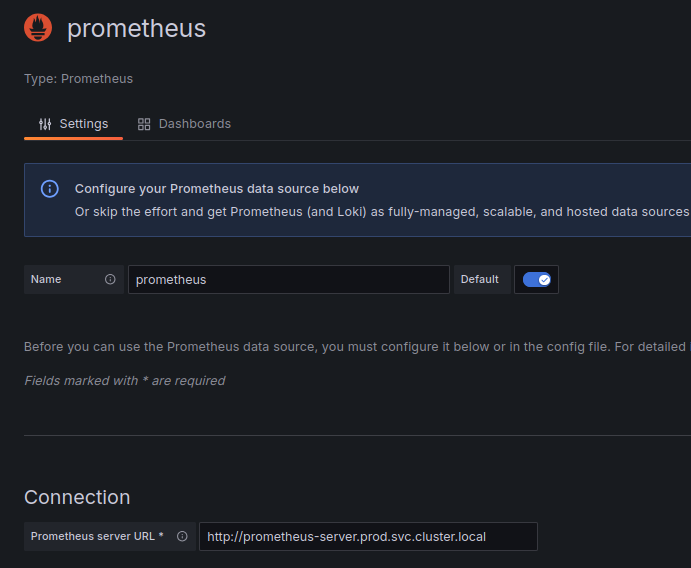 prometheus
Type: Prometheus
Settings Dashboards
Configure your Prometheus data source below
Or skip the effort and get Prometheus (and Loki) as fully-managed, scalable, and hosted data sources
Name prometheus Default
Before you can use the Prometheus data source, you must configure it below or in the config file. For detailed
Fields marked with * are required
Connection
Prometheus server URL * http://prometheus-server.prod.svc.cluster.local